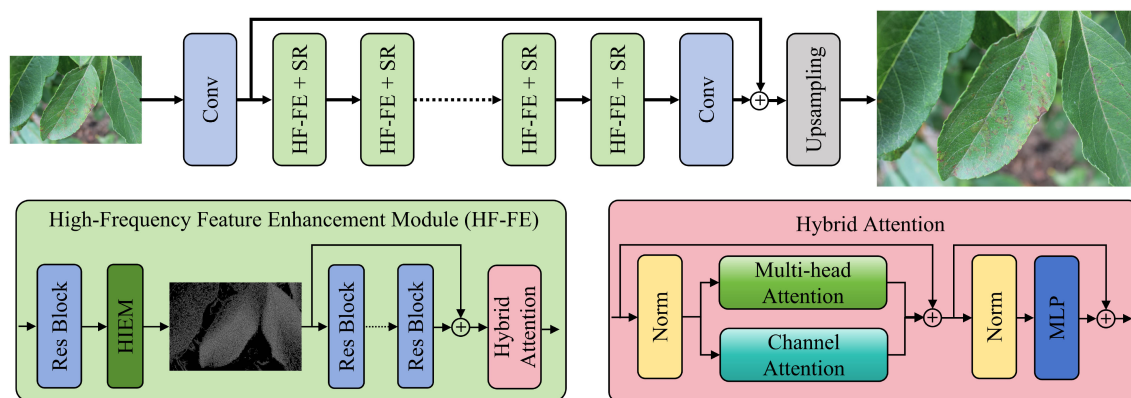 Conv
HF-FE + SR
HF-FE + SR
HF-FE + SR
HF-FE + SR
Conv
Upsampling
High-Frequency Feature Enhancement Module (HF-FE)
Res Block
HIEM
Res Block
Res Block
Hybrid
Attention
Hybrid Attention
Norm
Multi-head
Attention
Channel
Attention
Norm
MLP